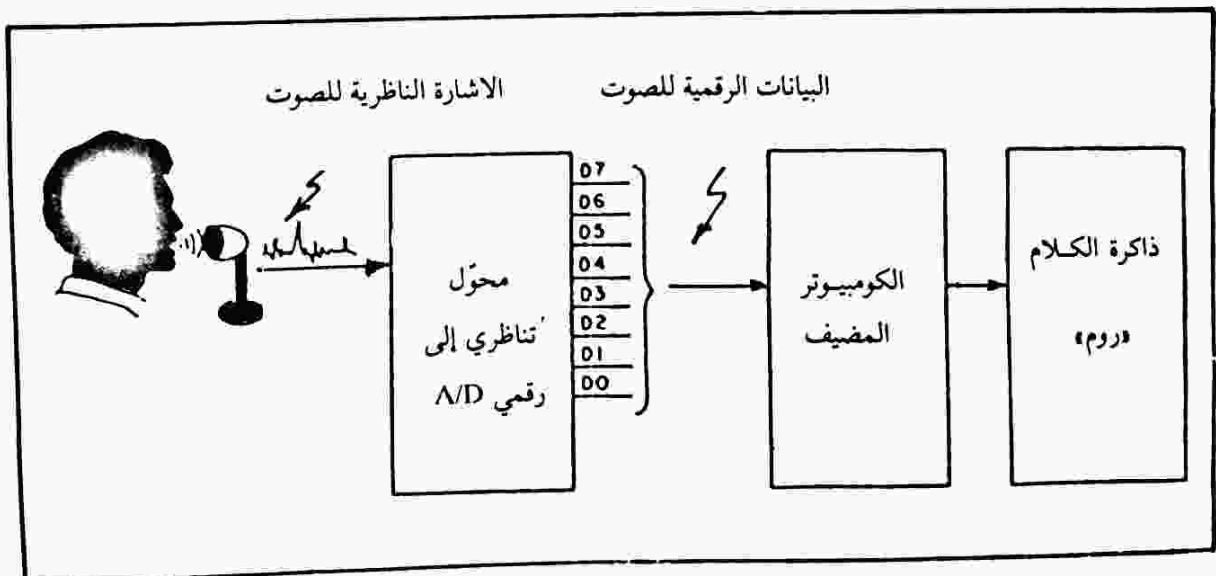 الاشارة الناظرية للصوت
البيانات الرقمية للصوت
محوّل
تناظري إلى
رقمي A/D
D7
D6
D5
D4
D3
D2
D1
D0
الكومبيوتر
المضيف
ذاكرة الكلام
«روم»